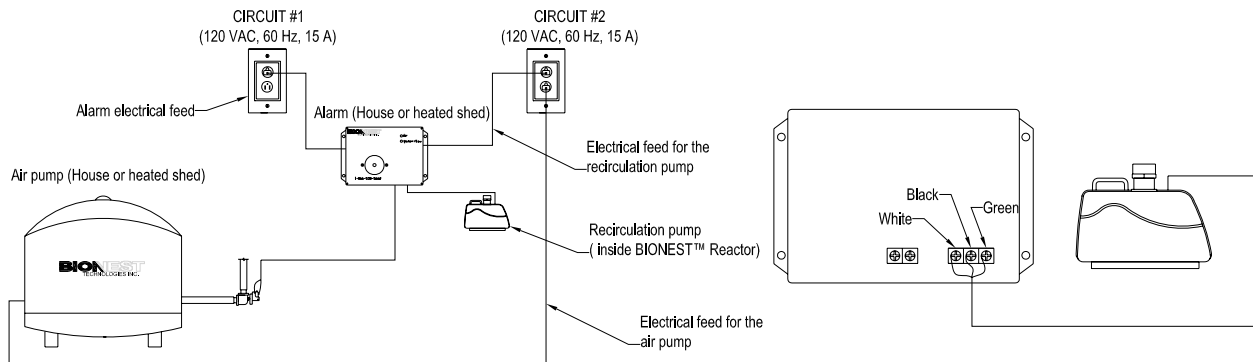 CIRCUIT #1
(120 VAC, 60 Hz, 15 A)
CIRCUIT #2
(120 VAC, 60 Hz, 15 A)
Alarm electrical feed
Alarm (House or heated shed)
Electrical feed for the
recirculation pump
Air pump (House or heated shed)
BIONEST
TECHNOLOGIES INC.
Recirculation pump
( inside BIONEST™ Reactor)
Electrical feed for the
air pump
Black
White
Green